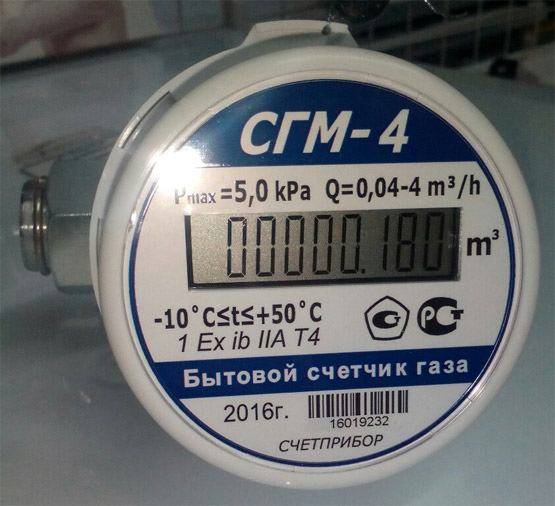 СГМ-4
Pmax=5,0 kPa Q=0,04-4 m³/h
00000.180 m³
-10°C≤t≤+50°C
1 Ex ib IIA T4
РСТ
Бытовой счетчик газа
2016г.
16019232
СЧЕТПРИБОР